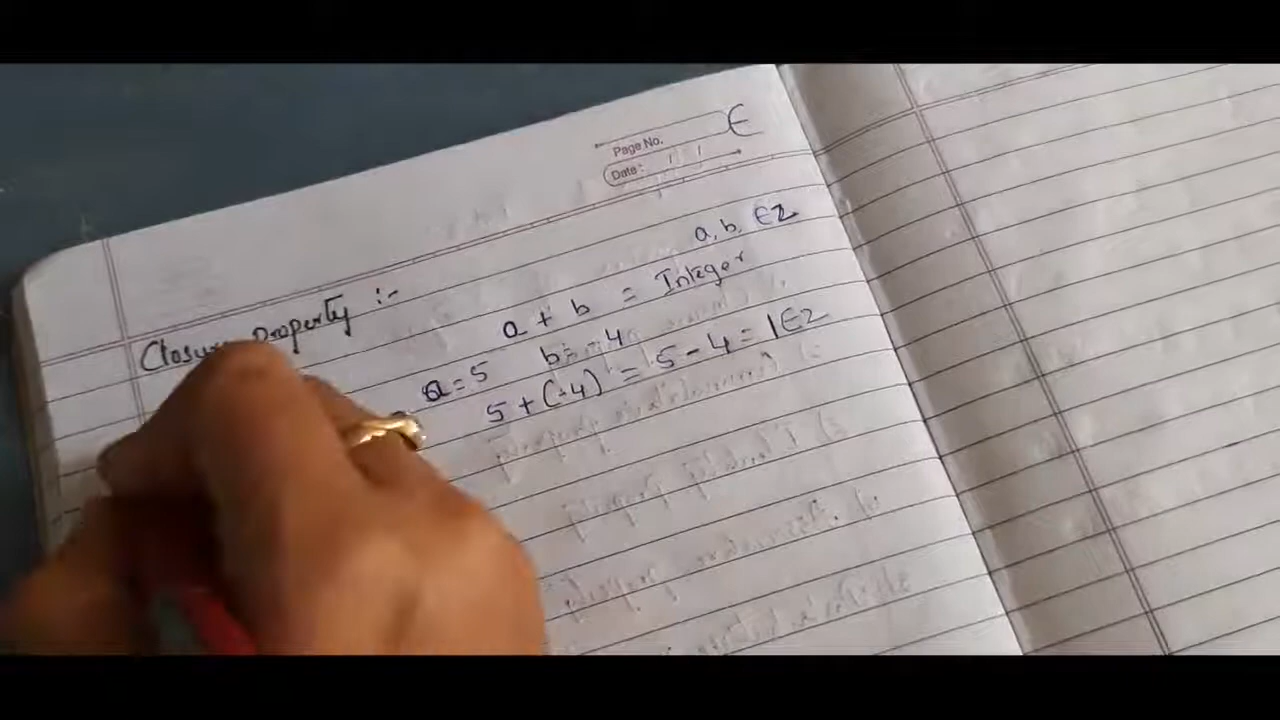 E
Page No.
Date: / /
a, b, ∈Z
a + b = Integer
Closure Property :-
a = 5 b = -4
5 + (-4) = 5 - 4 = 1 ∈ Z